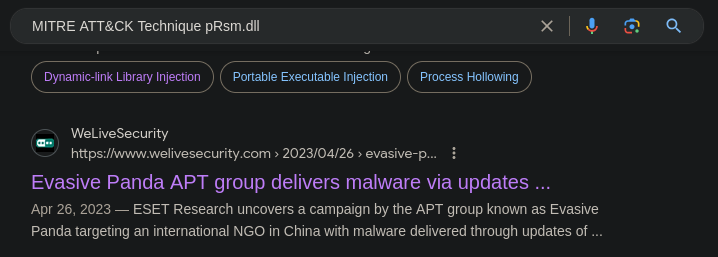 MITRE ATT&CK Technique pRsm.dll
Dynamic-link Library Injection
Portable Executable Injection
Process Hollowing
WeLiveSecurity
https://www.welivesecurity.com › 2023/04/26 › evasive-p...
Evasive Panda APT group delivers malware via updates ...
Apr 26, 2023 — ESET Research uncovers a campaign by the APT group known as Evasive
Panda targeting an international NGO in China with malware delivered through updates of ...